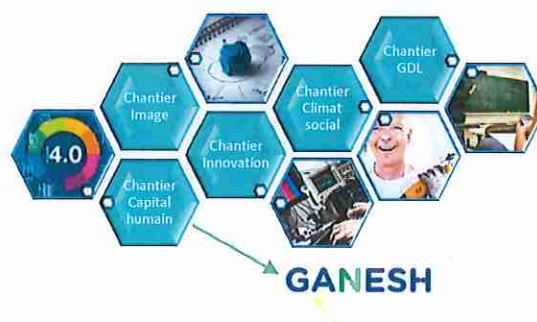 Chantier
GDL
Chantier
Image
Chantier
Climat
social
Chantier
Innovation
4.0
Chantier
Capital
humain
GANESH